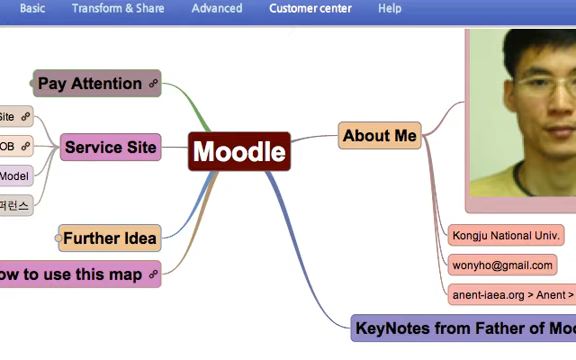 Basic Transform & Share Advanced Customer center Help
Pay Attention
Site
OB
Model
퍼런스
Service Site
Further Idea
ow to use this map
Moodle
About Me
Kongju National Univ.
wonyho@gmail.com
anent-iaea.org > Anent >
KeyNotes from Father of Moo